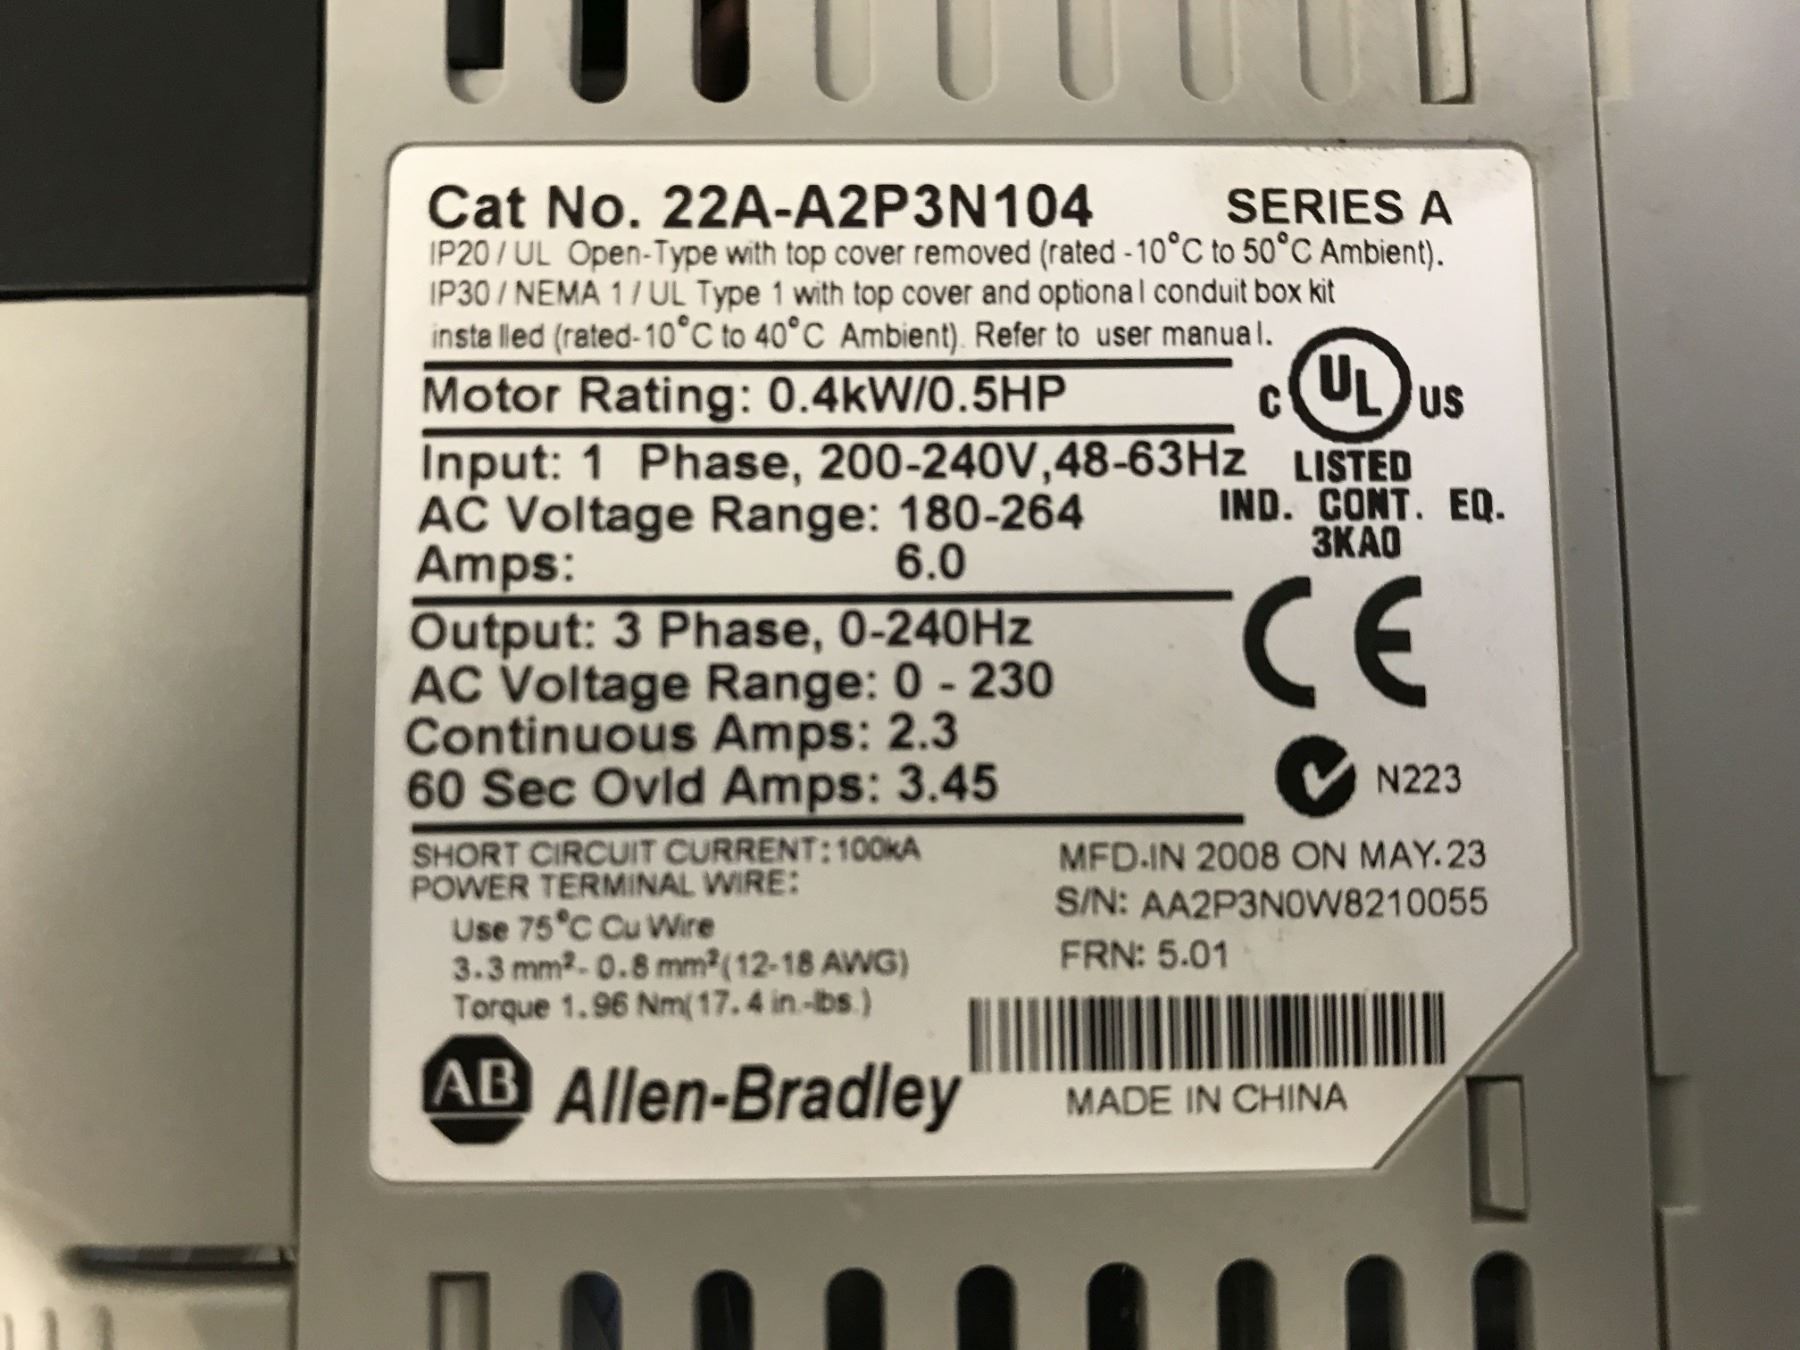 Cat No. 22A-A2P3N104 SERIES A
IP20 / UL Open-Type with top cover removed (rated -10°C to 50°C Ambient).
IP30 / NEMA 1 / UL Type 1 with top cover and optional conduit box kit
installed (rated-10°C to 40°C Ambient). Refer to user manual.
Motor Rating: 0.4kW/0.5HP
C UL US
Input: 1 Phase, 200-240V,48-63Hz
LISTED
AC Voltage Range: 180-264
IND. CONT. EQ.
3KA0
Amps: 6.0
Output: 3 Phase, 0-240Hz
CE
AC Voltage Range: 0 - 230
Continuous Amps: 2.3
60 Sec Ovld Amps: 3.45
N223
SHORT CIRCUIT CURRENT: 100kA
POWER TERMINAL WIRE:
Use 75°C Cu Wire
3.3 mm²- 0.8 mm²(12-18 AWG)
Torque 1.96 Nm(17.4 in.-lbs.)
MFD.IN 2008 ON MAY.23
S/N: AA2P3N0W8210055
FRN: 5.01
AB Allen-Bradley
MADE IN CHINA